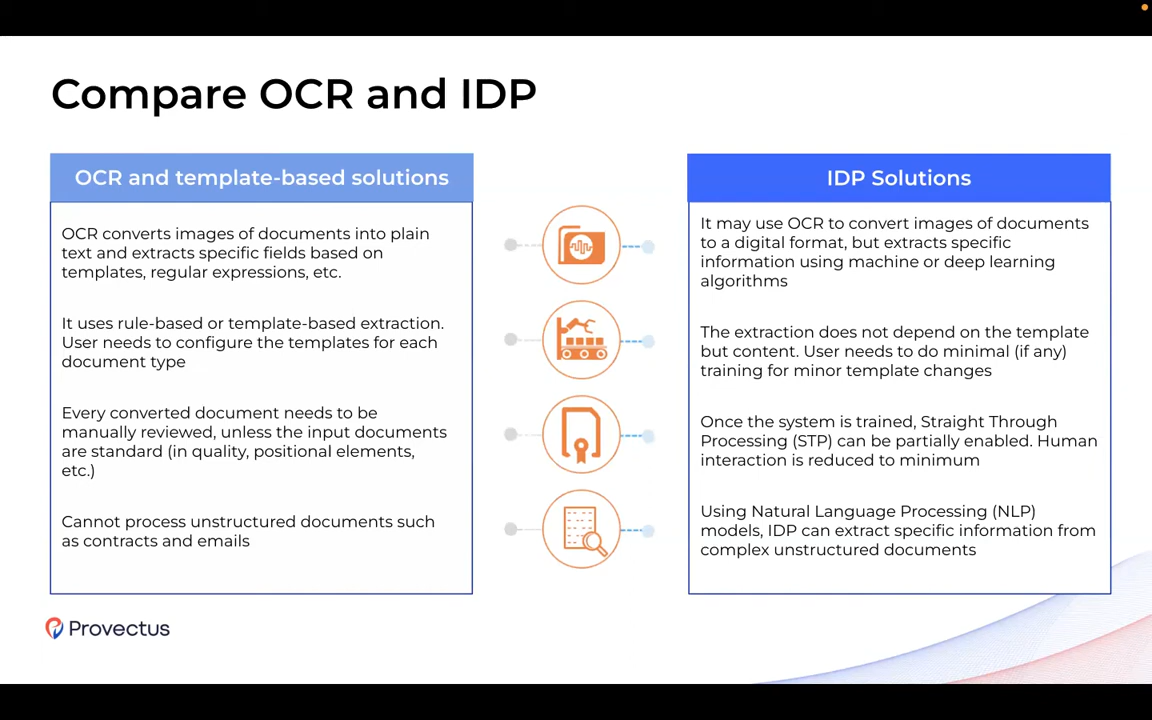 Compare OCR and IDP
OCR and template-based solutions
OCR converts images of documents into plain
text and extracts specific fields based on
templates, regular expressions, etc.
It uses rule-based or template-based extraction.
User needs to configure the templates for each
document type
Every converted document needs to be
manually reviewed, unless the input documents
are standard (in quality, positional elements,
etc.)
Cannot process unstructured documents such
as contracts and emails
IDP Solutions
It may use OCR to convert images of documents
to a digital format, but extracts specific
information using machine or deep learning
algorithms
The extraction does not depend on the template
but content. User needs to do minimal (if any)
training for minor template changes
Once the system is trained, Straight Through
Processing (STP) can be partially enabled. Human
interaction is reduced to minimum
Using Natural Language Processing (NLP)
models, IDP can extract specific information from
complex unstructured documents
Provectus